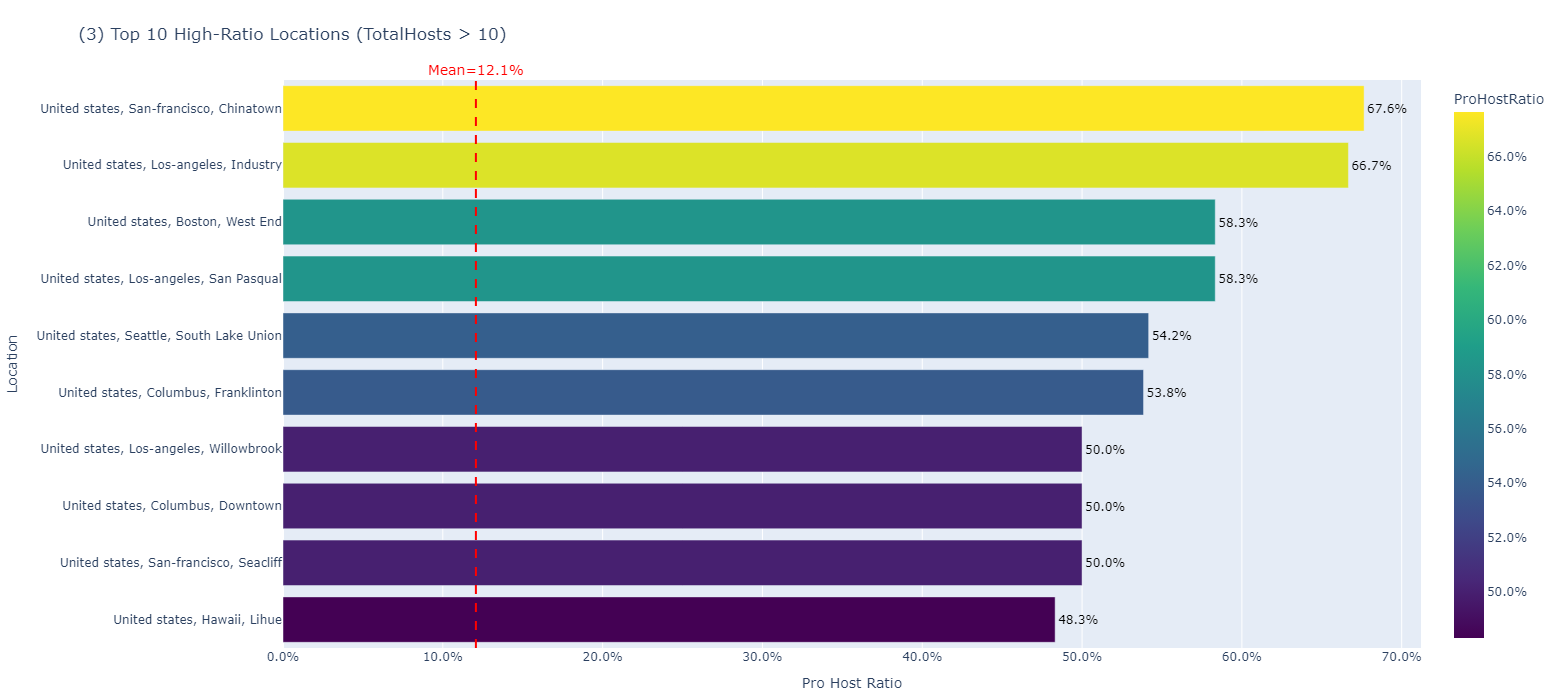 (3) Top 10 High-Ratio Locations (TotalHosts > 10)
Mean=12.1%
Location
United states, San-francisco, Chinatown
67.6%
United states, Los-angeles, Industry
66.7%
United states, Boston, West End
58.3%
United states, Los-angeles, San Pasqual
58.3%
United states, Seattle, South Lake Union
54.2%
United states, Columbus, Franklinton
53.8%
United states, Los-angeles, Willowbrook
50.0%
United states, Columbus, Downtown
50.0%
United states, San-francisco, Seacliff
50.0%
United states, Hawaii, Lihue
48.3%
0.0% 10.0% 20.0% 30.0% 40.0% 50.0% 60.0% 70.0%
Pro Host Ratio
ProHostRatio
66.0%
64.0%
62.0%
60.0%
58.0%
56.0%
54.0%
52.0%
50.0%